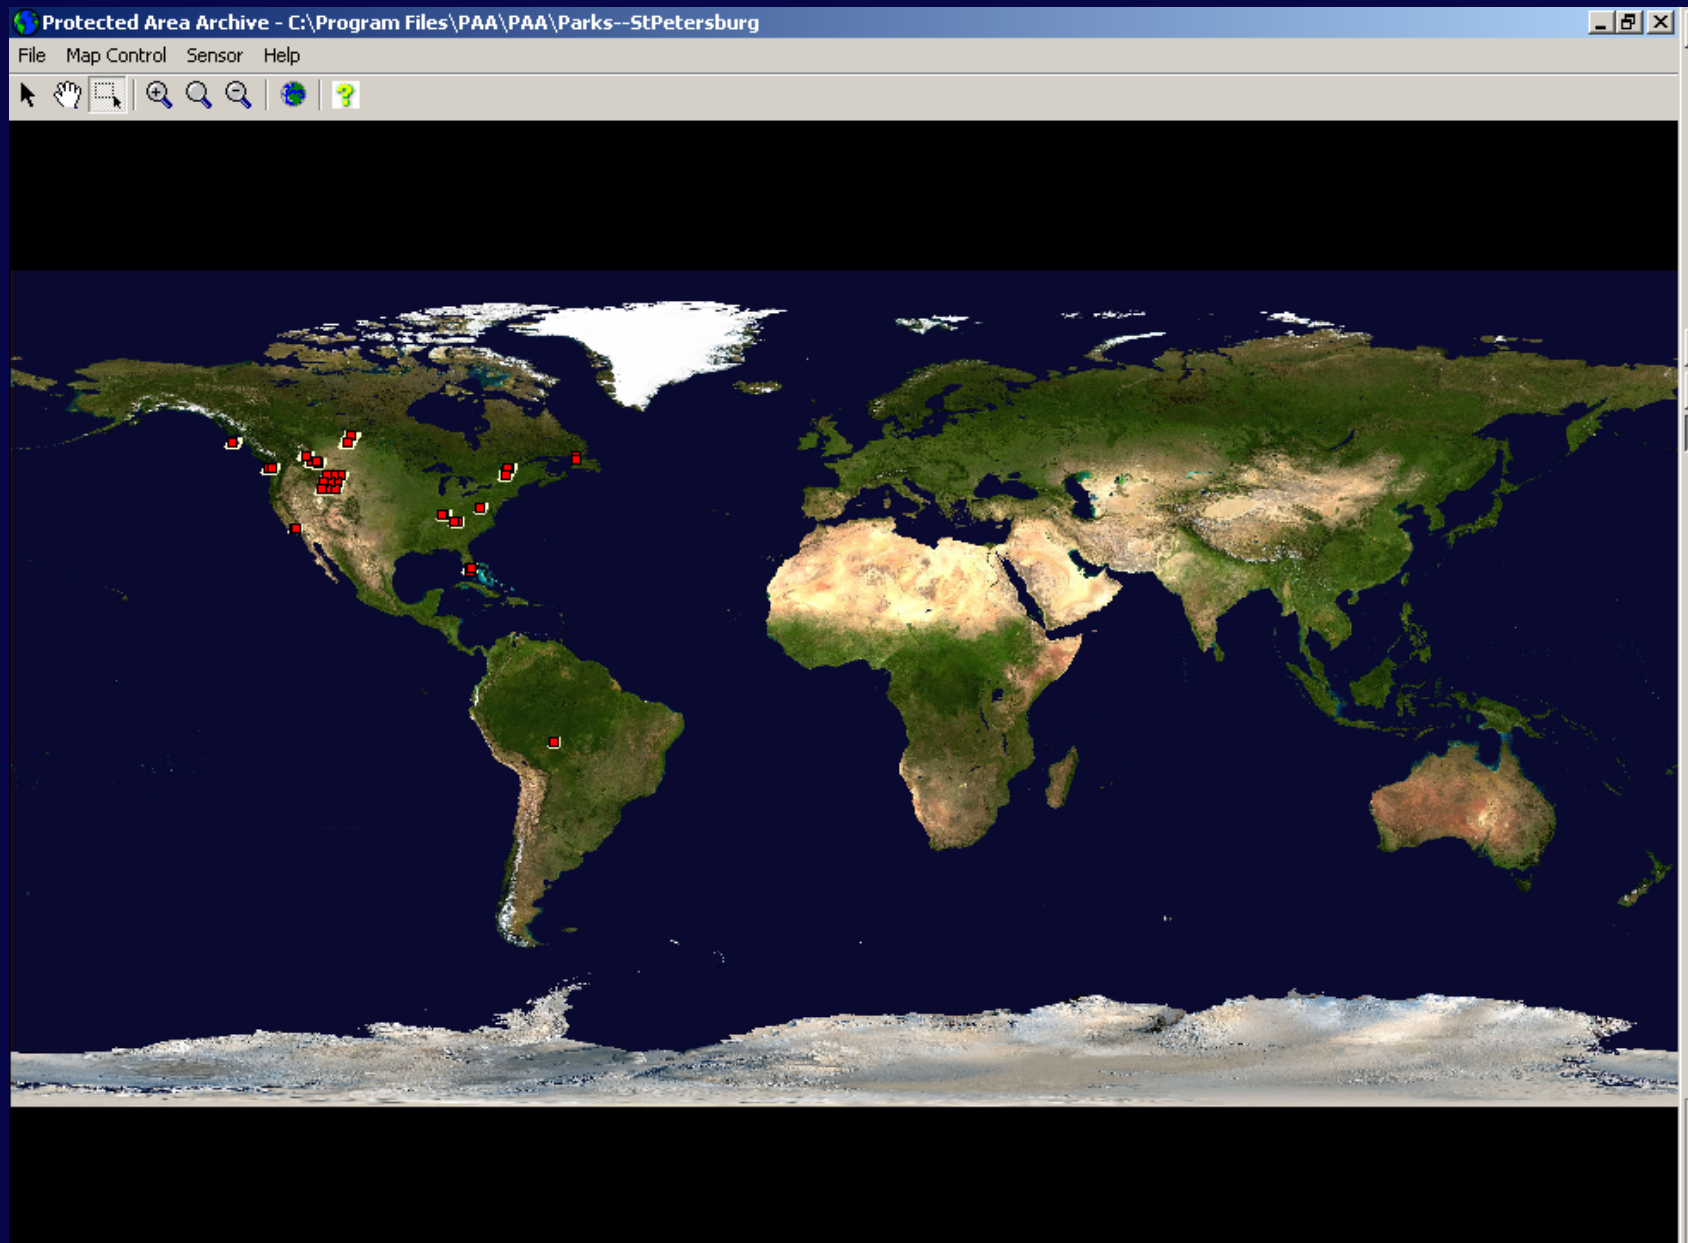 Protected Area Archive - C:\Program Files\PAA\PAA\Parks--StPetersburg
File Map Control Sensor Help
?